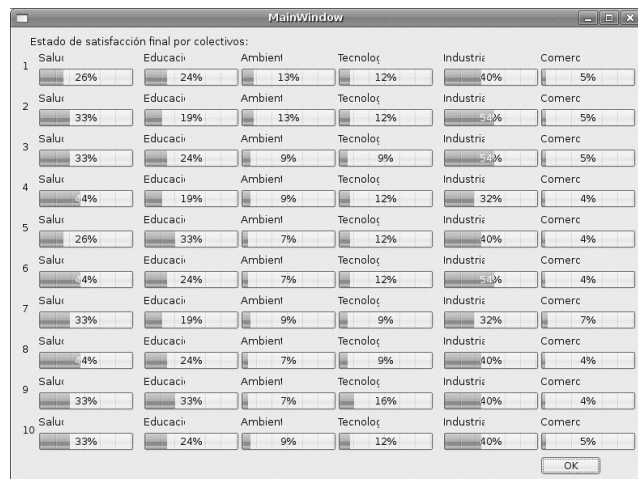 MainWindow
Estado de satisfacción final por colectivos:
1 Saluc Educaci Ambient Tecnolog Industria Comerc
26% 24% 13% 12% 40% 5%
2 Saluc Educaci Ambient Tecnolog Industria Comerc
33% 19% 13% 12% 54% 5%
3 Saluc Educaci Ambient Tecnolog Industria Comerc
33% 24% 9% 9% 54% 5%
4 Saluc Educaci Ambient Tecnolog Industria Comerc
44% 19% 9% 12% 32% 4%
5 Saluc Educaci Ambient Tecnolog Industria Comerc
26% 33% 7% 12% 40% 4%
6 Saluc Educaci Ambient Tecnolog Industria Comerc
44% 24% 7% 12% 54% 4%
7 Saluc Educaci Ambient Tecnolog Industria Comerc
33% 19% 9% 9% 32% 7%
8 Saluc Educaci Ambient Tecnolog Industria Comerc
44% 24% 7% 9% 40% 4%
9 Saluc Educaci Ambient Tecnolog Industria Comerc
33% 33% 7% 16% 40% 4%
10 Saluc Educaci Ambient Tecnolog Industria Comerc
33% 24% 9% 12% 40% 5%
OK